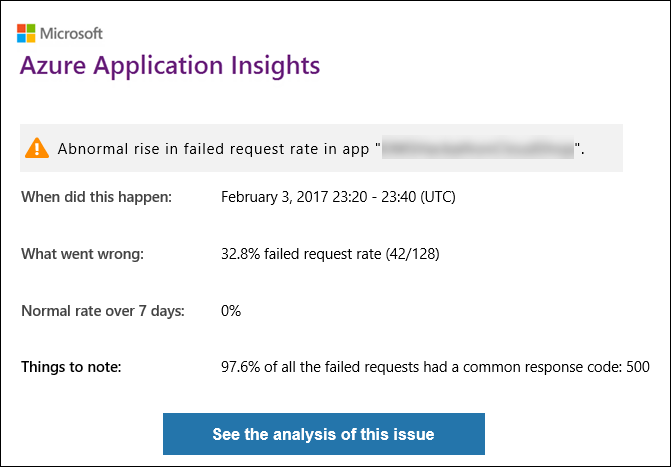 Microsoft
Azure Application Insights
Abnormal rise in failed request rate in app "".
When did this happen: February 3, 2017 23:20 - 23:40 (UTC)
What went wrong: 32.8% failed request rate (42/128)
Normal rate over 7 days: 0%
Things to note: 97.6% of all the failed requests had a common response code: 500
See the analysis of this issue